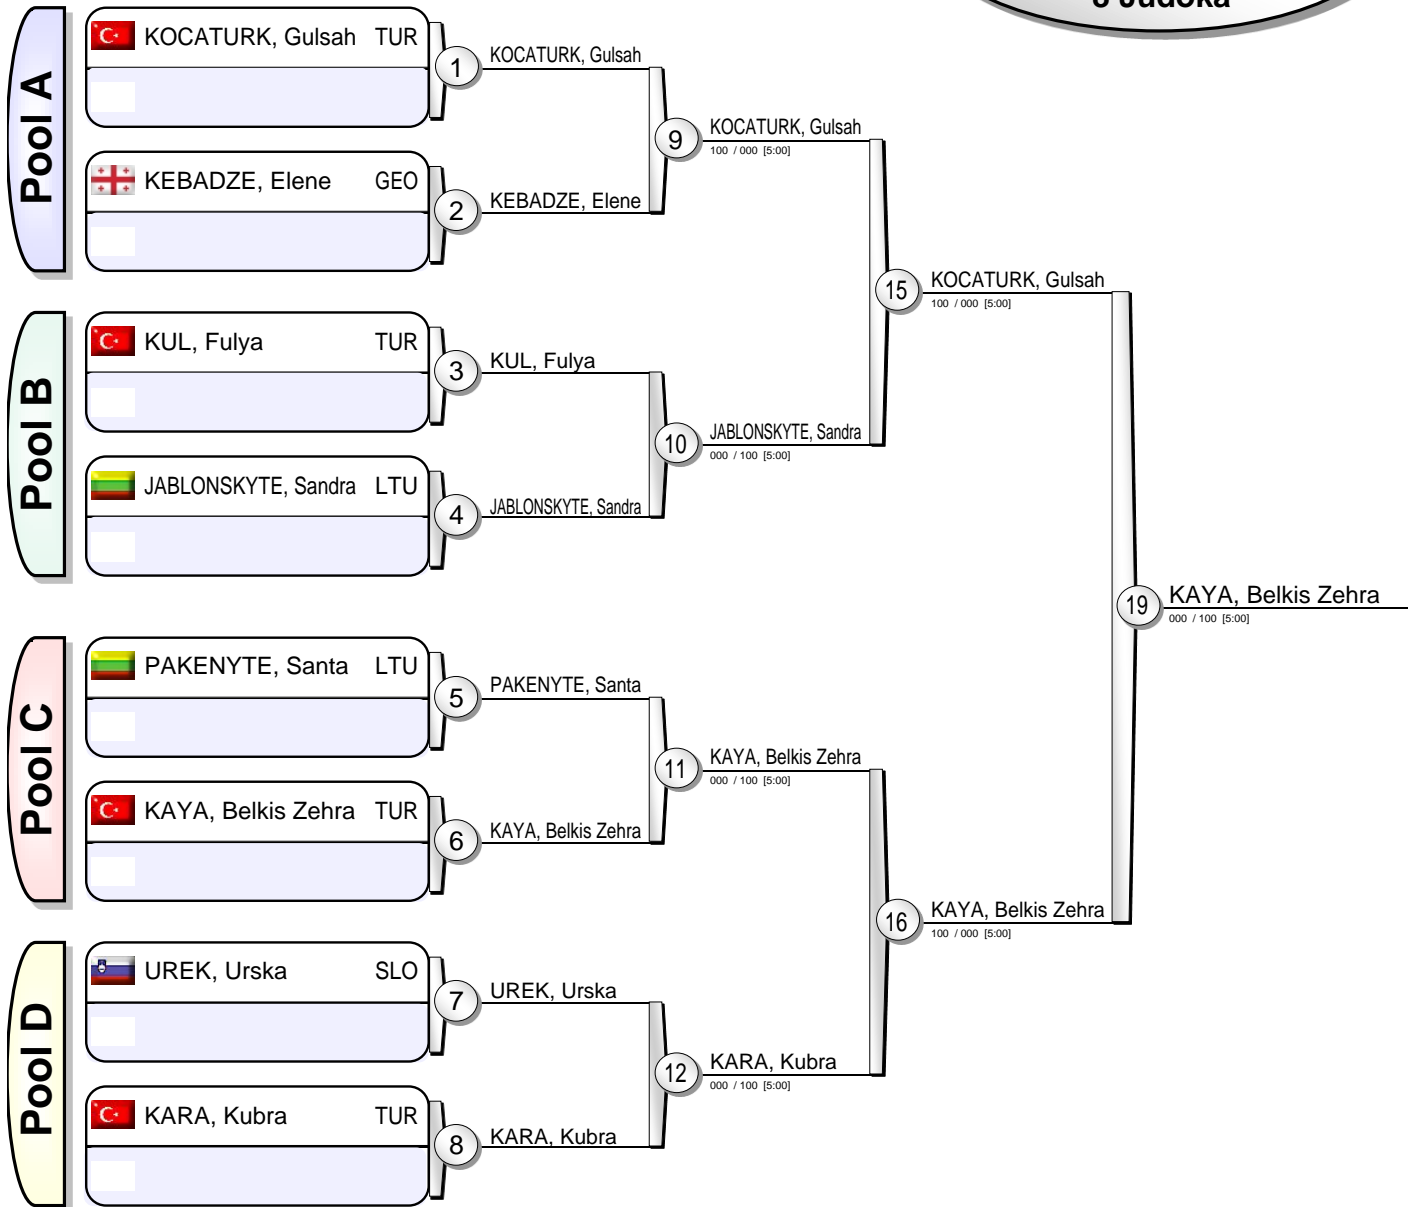 8 Judoka
Pool A
KOCATURK, Gulsah TUR
1
KOCATURK, Gulsah
KEBADZE, Elene GEO
2
KEBADZE, Elene
9
KOCATURK, Gulsah
100 / 000 [5:00]
Pool B
KUL, Fulya TUR
3
KUL, Fulya
JABLONSKYTE, Sandra LTU
4
JABLONSKYTE, Sandra
10
JABLONSKYTE, Sandra
000 / 100 [5:00]
15
KOCATURK, Gulsah
100 / 000 [5:00]
Pool C
PAKENYTE, Santa LTU
5
PAKENYTE, Santa
KAYA, Belkis Zehra TUR
6
KAYA, Belkis Zehra
11
KAYA, Belkis Zehra
000 / 100 [5:00]
Pool D
UREK, Urska SLO
7
UREK, Urska
KARA, Kubra TUR
8
KARA, Kubra
12
KARA, Kubra
000 / 100 [5:00]
16
KAYA, Belkis Zehra
100 / 000 [5:00]
19
KAYA, Belkis Zehra
000 / 100 [5:00]